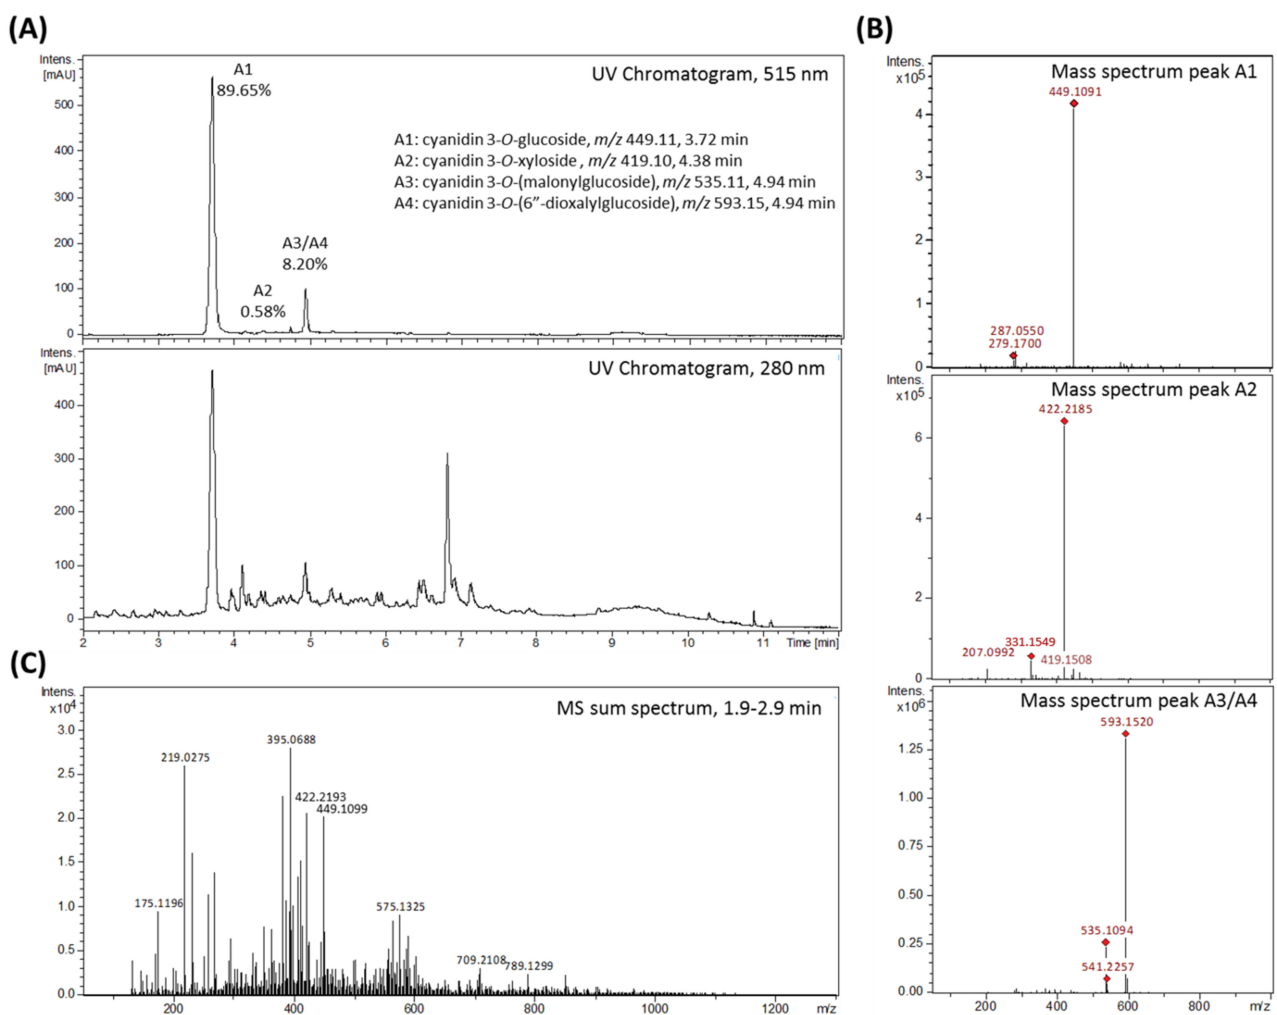 (A)
Intens.
[mAU]
UV Chromatogram, 515 nm
A1
89.65%
500
400
300
200
100
0
A1: cyanidin 3-O-glucoside, m/z 449.11, 3.72 min
A2: cyanidin 3-O-xyloside , m/z 419.10, 4.38 min
A3: cyanidin 3-O-(malonylglucoside), m/z 535.11, 4.94 min
A4: cyanidin 3-O-(6”-dioxalylglucoside), m/z 593.15, 4.94 min
A3/A4
8.20%
A2
0.58%
Intens.
[mAU]
UV Chromatogram, 280 nm
400
300
200
100
0
2 3 4 5 6 7 8 9 10 11 Time [min]
(B)
Intens.
x10⁵
Mass spectrum peak A1
449.1091
4
3
2
1
0
287.0550
279.1700
Intens.
x10⁵
Mass spectrum peak A2
422.2185
6
4
2
0
331.1549
207.0992
419.1508
Intens.
x10⁶
Mass spectrum peak A3/A4
593.1520
1.25
1.00
0.75
0.50
0.25
0.00
535.1094
541.2257
200 400 600 800 m/z
(C)
Intens.
x10⁴
MS sum spectrum, 1.9-2.9 min
3.0
2.5
2.0
1.5
1.0
0.5
0.0
395.0688
219.0275
422.2193
449.1099
175.1196
575.1325
709.2108
789.1299
200 400 600 800 1000 1200 m/z